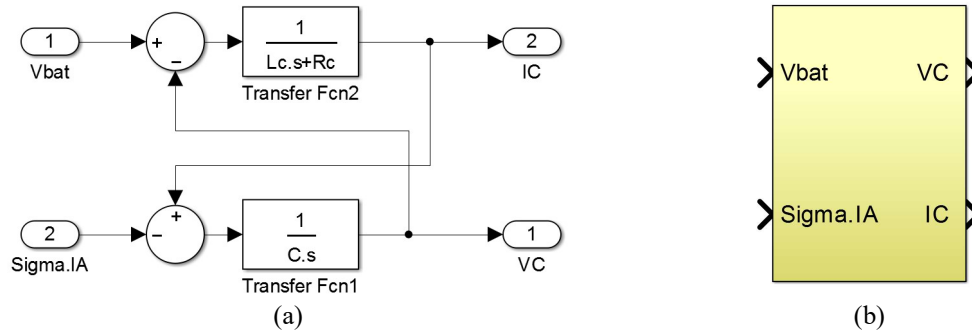 1
Vbat
+
−
1
Lc.s+Rc
Transfer Fcn2
2
IC
2
Sigma.IA
+
−
1
C.s
Transfer Fcn1
1
VC
(a)
Vbat VC
Sigma.IA IC
(b)